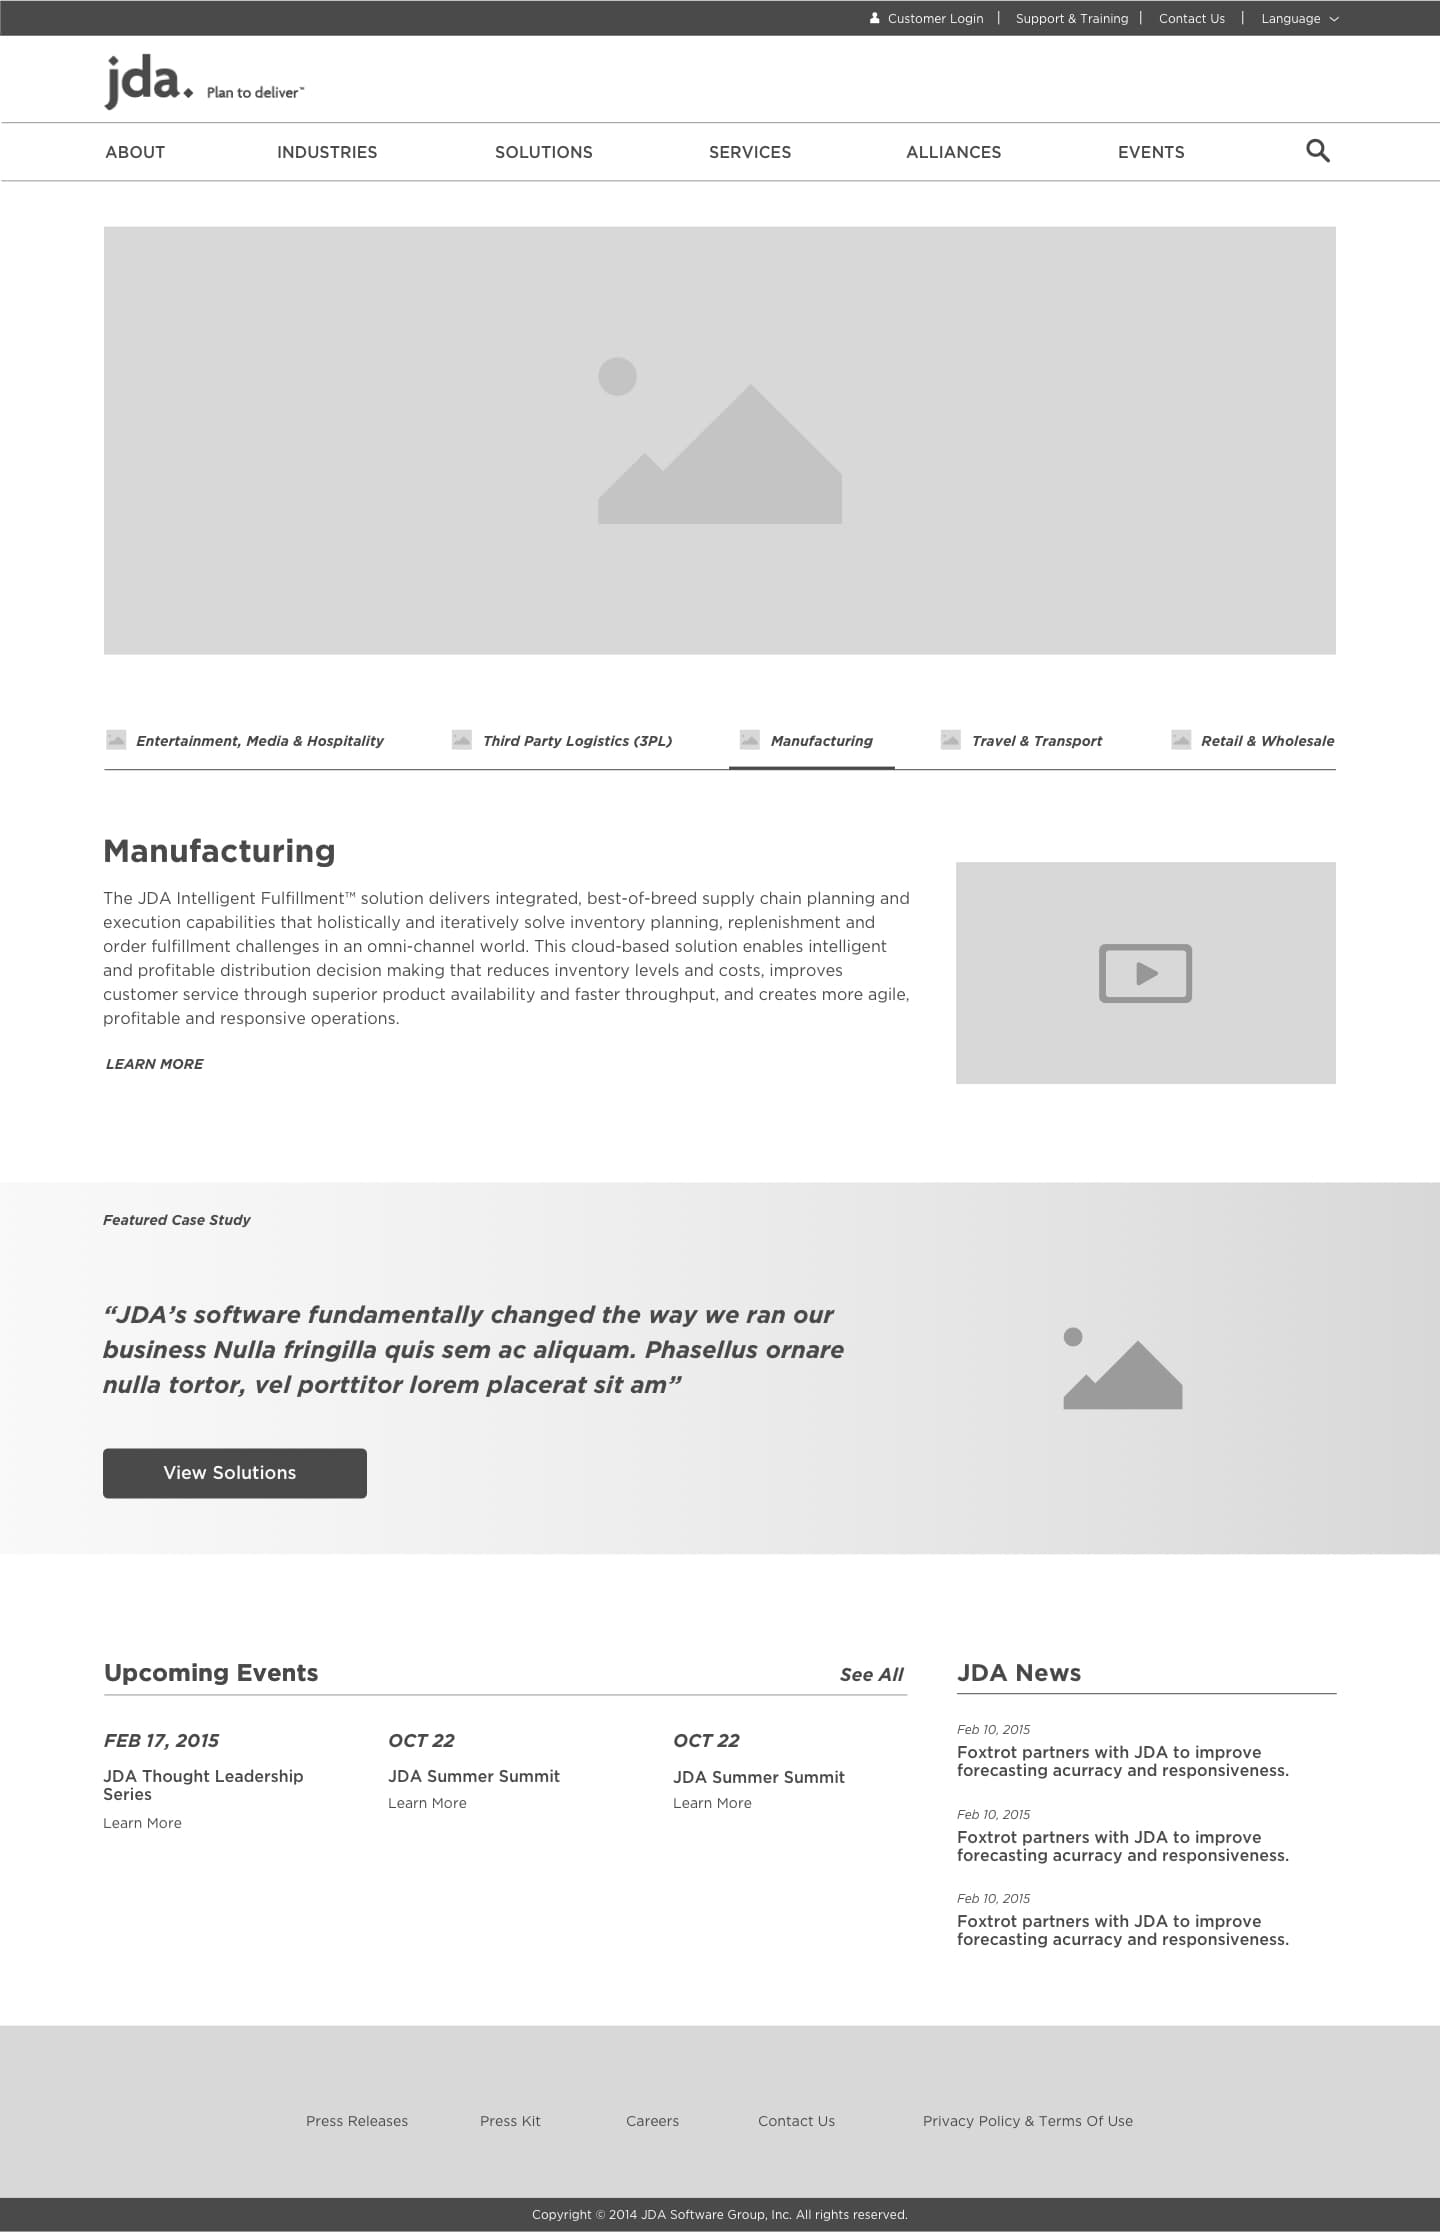 Customer Login | Support & Training | Contact Us | Language
jda. Plan to deliver™
ABOUT INDUSTRIES SOLUTIONS SERVICES ALLIANCES EVENTS
Entertainment, Media & Hospitality Third Party Logistics (3PL) Manufacturing Travel & Transport Retail & Wholesale
Manufacturing
The JDA Intelligent Fulfillment™ solution delivers integrated, best-of-breed supply chain planning and
execution capabilities that holistically and iteratively solve inventory planning, replenishment and
order fulfillment challenges in an omni-channel world. This cloud-based solution enables intelligent
and profitable distribution decision making that reduces inventory levels and costs, improves
customer service through superior product availability and faster throughput, and creates more agile,
profitable and responsive operations.
LEARN MORE
Featured Case Study
“JDA’s software fundamentally changed the way we ran our
business Nulla fringilla quis sem ac aliquam. Phasellus ornare
nulla tortor, vel porttitor lorem placerat sit am”
View Solutions
Upcoming Events See All
FEB 17, 2015
JDA Thought Leadership
Series
Learn More
OCT 22
JDA Summer Summit
Learn More
OCT 22
JDA Summer Summit
Learn More
JDA News
Feb 10, 2015
Foxtrot partners with JDA to improve
forecasting acurracy and responsiveness.
Feb 10, 2015
Foxtrot partners with JDA to improve
forecasting acurracy and responsiveness.
Feb 10, 2015
Foxtrot partners with JDA to improve
forecasting acurracy and responsiveness.
Press Releases Press Kit Careers Contact Us Privacy Policy & Terms Of Use
Copyright © 2014 JDA Software Group, Inc. All rights reserved.